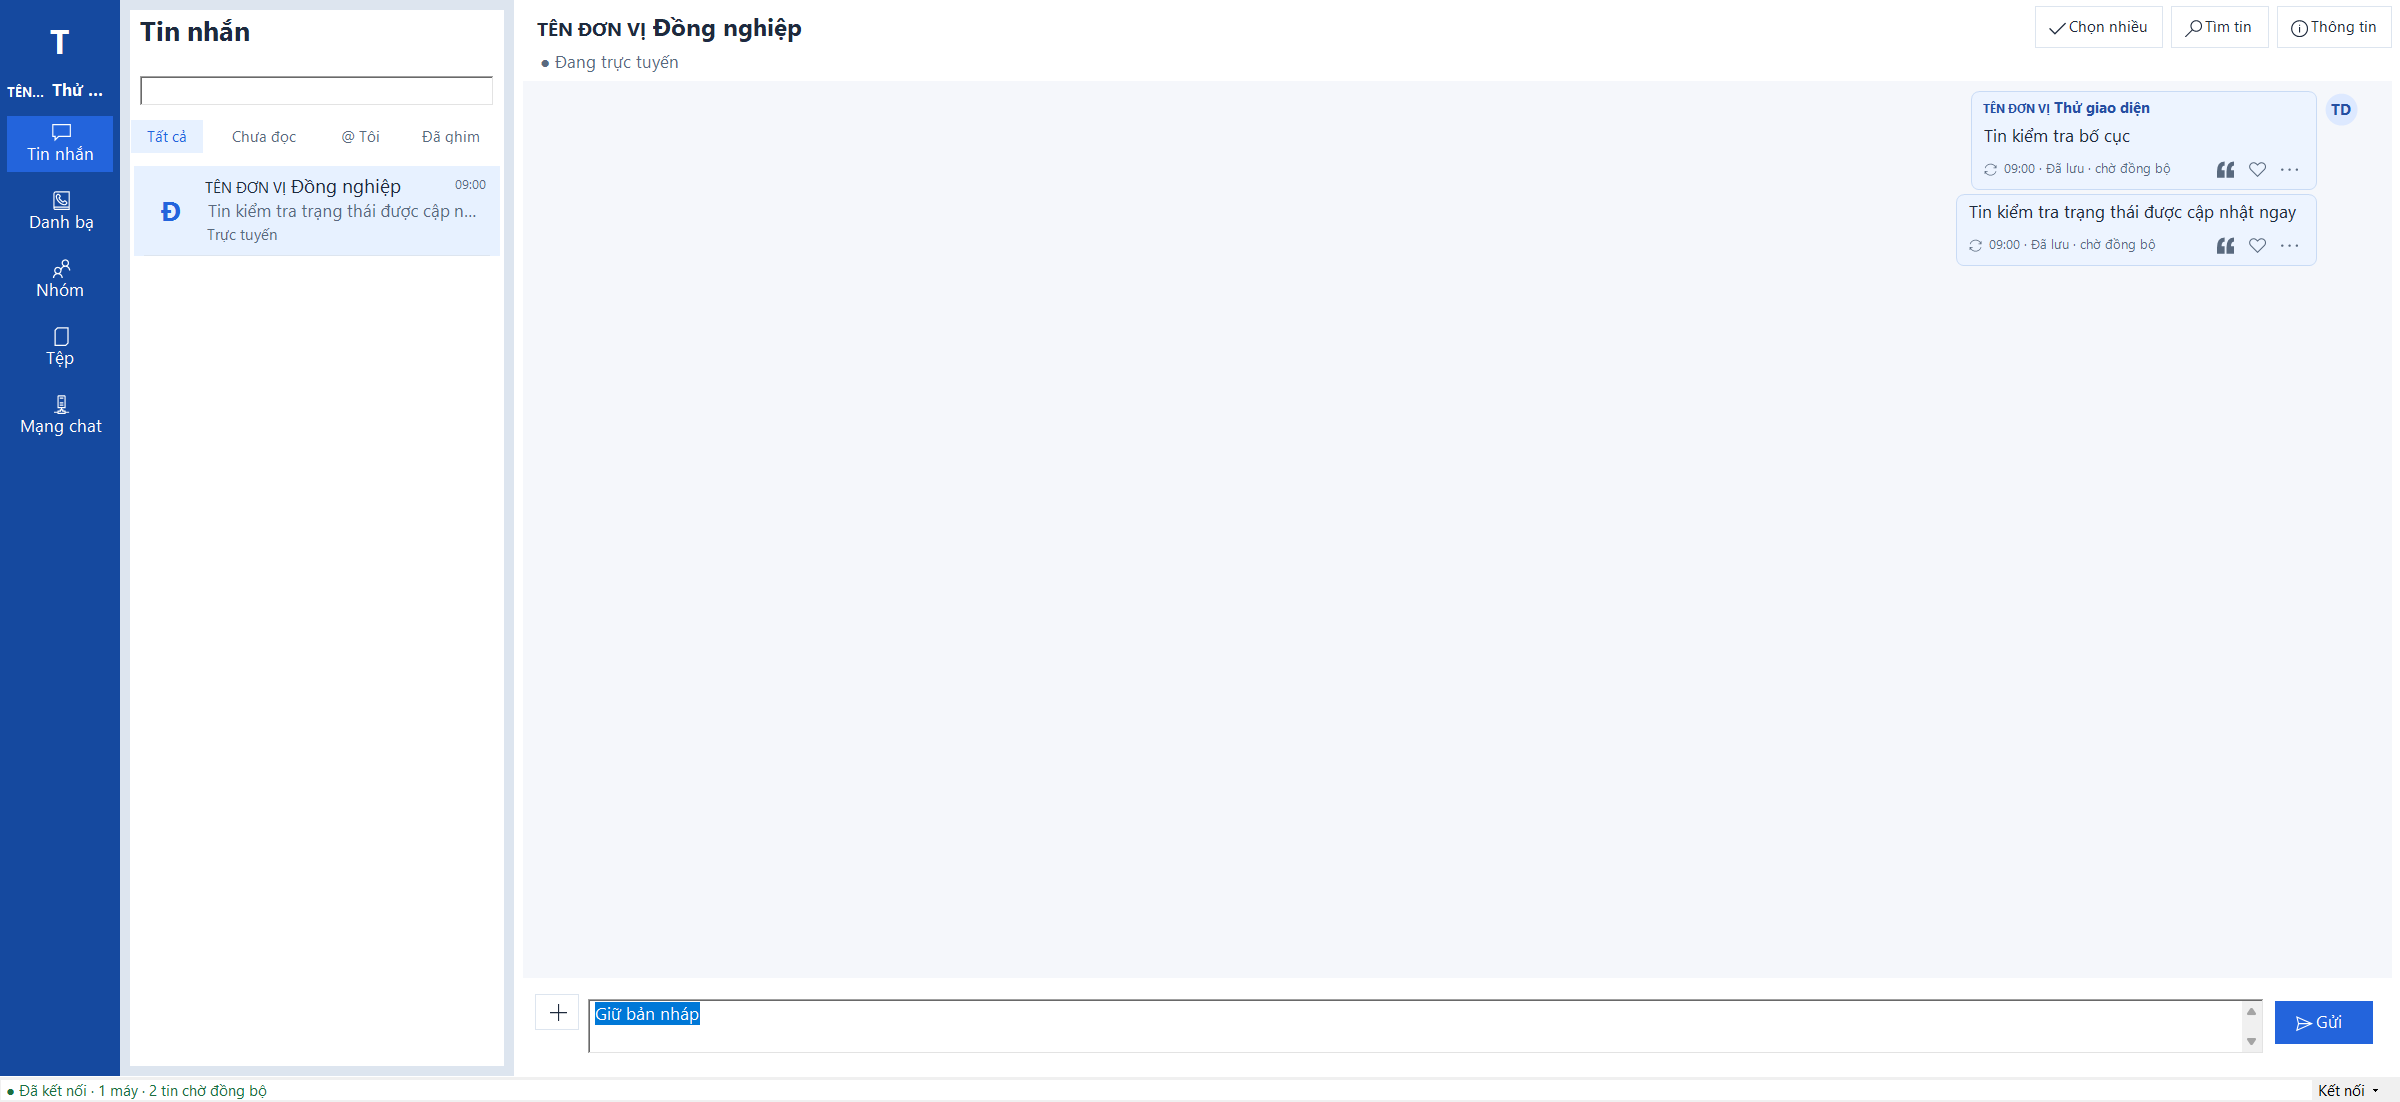 T
TÊN... Thử ...
Tin nhắn
Danh bạ
Nhóm
Tệp
Mạng chat
Tin nhắn
Tất cả
Chưa đọc
@ Tôi
Đã ghim
Đ
TÊN ĐƠN VỊ Đồng nghiệp
09:00
Tin kiểm tra trạng thái được cập n...
Trực tuyến
TÊN ĐƠN VỊ Đồng nghiệp
● Đang trực tuyến
Chọn nhiều
Tìm tin
Thông tin
TÊN ĐƠN VỊ Thử giao diện
TD
Tin kiểm tra bố cục
09:00 · Đã lưu · chờ đồng bộ
Tin kiểm tra trạng thái được cập nhật ngay
09:00 · Đã lưu · chờ đồng bộ
Giữ bản nháp
Gửi
● Đã kết nối · 1 máy · 2 tin chờ đồng bộ
Kết nối